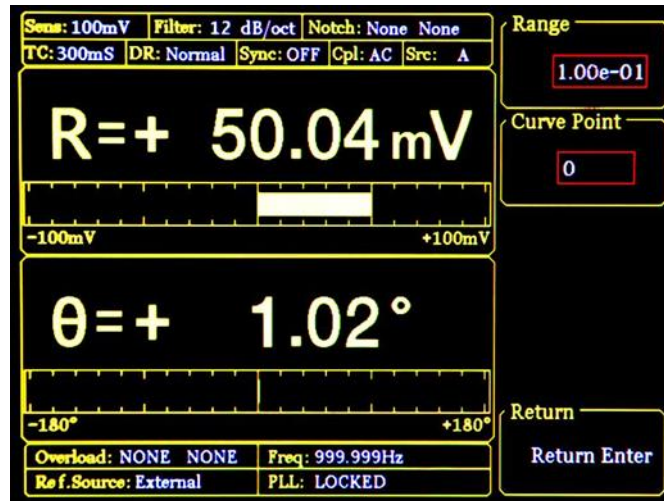 Sens: 100mV Filter: 12 dB/oct Notch: None None
TC: 300mS DR: Normal Sync: OFF Cpl: AC Src: A
R=+ 50.04 mV
-100mV +100mV
θ=+ 1.02°
-180° +180°
Overload: NONE NONE Freq: 999.999Hz
Ref.Source: External PLL: LOCKED
Range
1.00e-01
Curve Point
0
Return
Return Enter